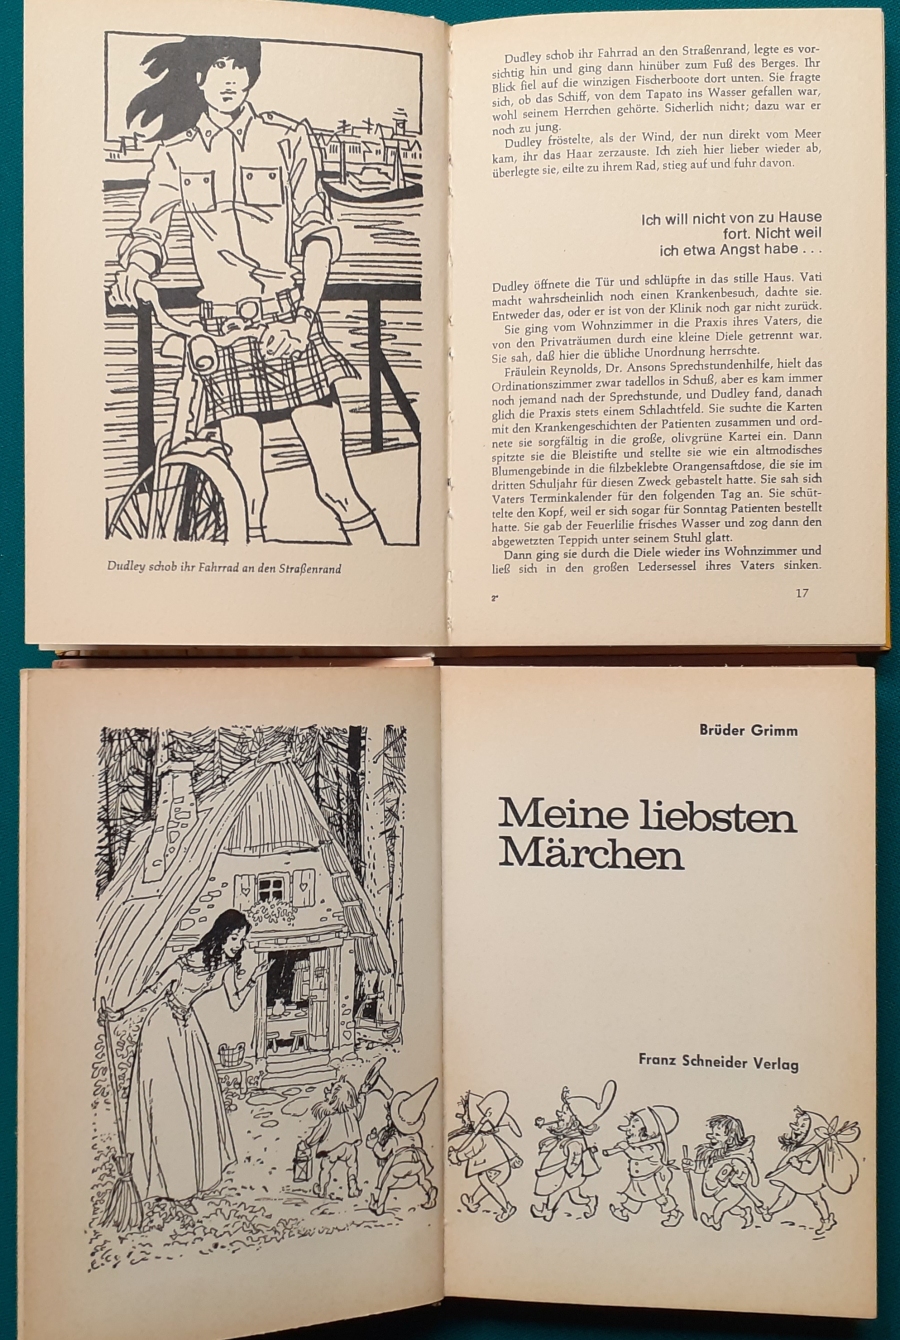 Dudley schob ihr Fahrrad an den Straßenrand
Dudley schob ihr Fahrrad an den Straßenrand, legte es vor-
sichtig hin und ging dann hinüber zum Fuß des Berges. Ihr
Blick fiel auf die winzigen Fischerboote dort unten. Sie fragte
sich, ob das Schiff, von dem Tapato ins Wasser gefallen war,
wohl seinem Herrchen gehörte. Sicherlich nicht; dazu war er
noch zu jung.
Dudley fröstelte, als der Wind, der nun direkt vom Meer
kam, ihr das Haar zerzauste. Ich zieh hier lieber wieder ab,
überlegte sie, eilte zu ihrem Rad, stieg auf und fuhr davon.
Ich will nicht von zu Hause
fort. Nicht weil
ich etwa Angst habe . . .
Dudley öffnete die Tür und schlüpfte in das stille Haus. Vati
macht wahrscheinlich noch einen Krankenbesuch, dachte sie.
Entweder das, oder er ist von der Klinik noch gar nicht zurück.
Sie ging vom Wohnzimmer in die Praxis ihres Vaters, die
von den Privaträumen durch eine kleine Diele getrennt war.
Sie sah, daß hier die übliche Unordnung herrschte.
Fräulein Reynolds, Dr. Ansons Sprechstundenhilfe, hielt das
Ordinationszimmer zwar tadellos in Schuß, aber es kam immer
noch jemand nach der Sprechstunde, und Dudley fand, danach
glich die Praxis stets einem Schlachtfeld. Sie suchte die Karten
mit den Krankengeschichten der Patienten zusammen und ord-
nete sie sorgfältig in die große, olivgrüne Kartei ein. Dann
spitzte sie die Bleistifte und stellte sie wie ein altmodisches
Blumengebinde in die filzbeklebte Orangensaftdose, die sie im
dritten Schuljahr für diesen Zweck gebastelt hatte. Sie sah sich
Vaters Terminkalender für den folgenden Tag an. Sie schüt-
telte den Kopf, weil er sich sogar für Sonntag Patienten bestellt
hatte. Sie gab der Feuerlilie frisches Wasser und zog dann den
abgewetzten Teppich unter seinem Stuhl glatt.
Dann ging sie durch die Diele wieder ins Wohnzimmer und
ließ sich in den großen Ledersessel ihres Vaters sinken.
2*
17
Brüder Grimm
Meine liebsten
Märchen
Franz Schneider Verlag